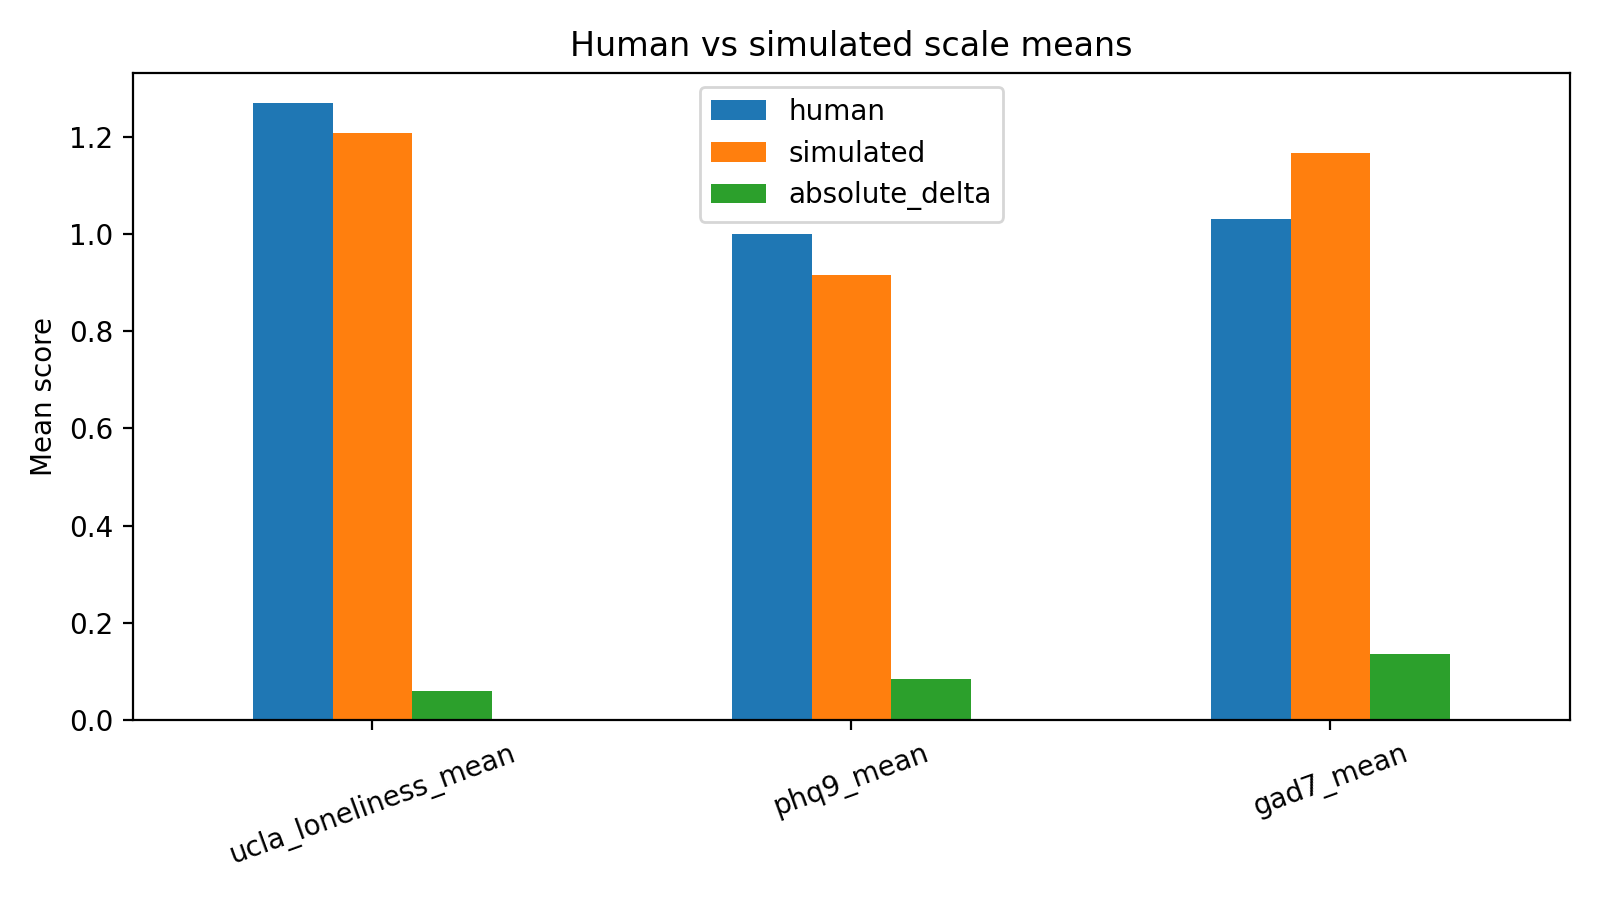 Human vs simulated scale means
human
simulated
absolute_delta
Mean score
1.2
1.0
0.8
0.6
0.4
0.2
0.0
ucla_loneliness_mean
phq9_mean
gad7_mean